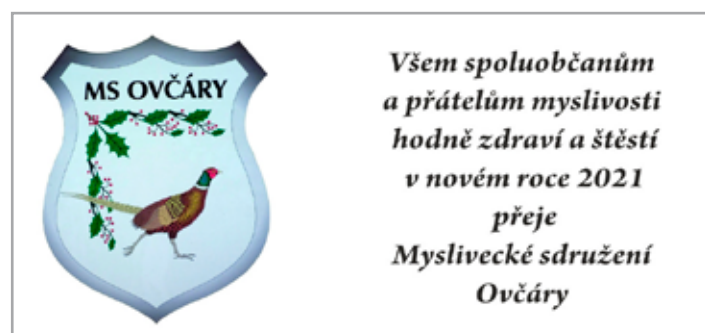 MS OVČÁRY
Všem spoluobčanům
a přátelům myslivosti
hodně zdraví a štěstí
v novém roce 2021
přeje
Myslivecké sdružení
Ovčáry